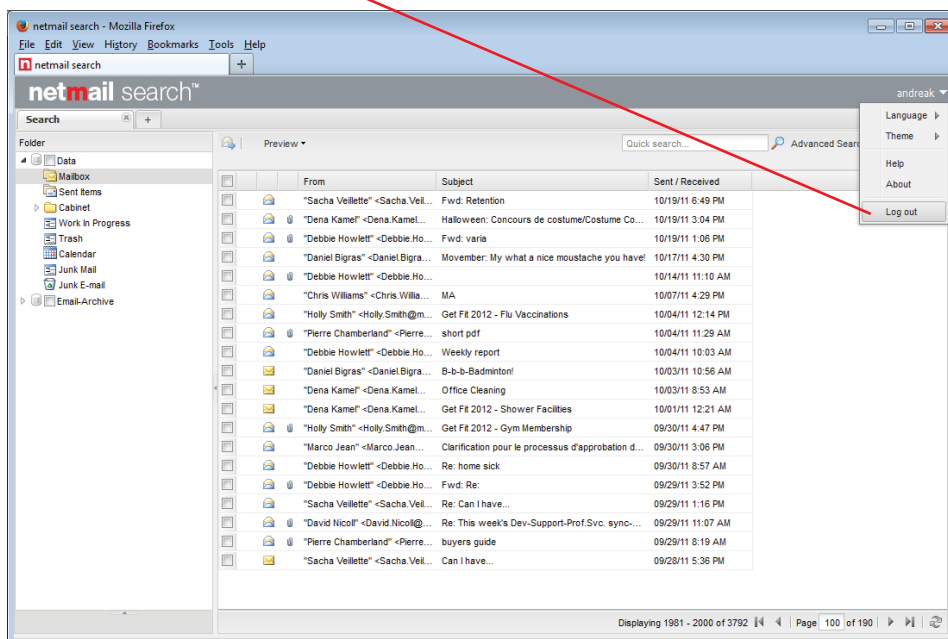 netmail search - Mozilla Firefox
File Edit View History Bookmarks Tools Help
netmail search +
netmail search™ andreak
Search +
Language
Theme
Help
About
Log out
Folder
Data
Mailbox
Sent Items
Cabinet
Work In Progress
Trash
Calendar
Junk Mail
Junk E-mail
Email-Archive
Preview Quick search... Advanced Searc
From Subject Sent / Received
"Sacha Veillette" <Sacha.Veil... Fwd: Retention 10/19/11 6:49 PM
"Dena Kamel" <Dena.Kamel... Halloween: Concours de costume/Costume Co... 10/19/11 3:04 PM
"Debbie Howlett" <Debbie.Ho... Fwd: varia 10/19/11 1:06 PM
"Daniel Bigras" <Daniel.Bigra... Movember: My what a nice moustache you have! 10/17/11 4:30 PM
"Debbie Howlett" <Debbie.Ho... 10/14/11 11:10 AM
"Chris Williams" <Chris.Willia... MA 10/07/11 4:29 PM
"Holly Smith" <Holly.Smith@m... Get Fit 2012 - Flu Vaccinations 10/04/11 12:14 PM
"Pierre Chamberland" <Pierre... short pdf 10/04/11 11:29 AM
"Debbie Howlett" <Debbie.Ho... Weekly report 10/04/11 10:03 AM
"Daniel Bigras" <Daniel.Bigra... B-b-b-Badminton! 10/03/11 10:56 AM
"Dena Kamel" <Dena.Kamel... Office Cleaning 10/03/11 8:53 AM
"Dena Kamel" <Dena.Kamel... Get Fit 2012 - Shower Facilities 10/01/11 12:21 AM
"Holly Smith" <Holly.Smith@m... Get Fit 2012 - Gym Membership 09/30/11 4:47 PM
"Marco Jean" <Marco.Jean... Clarification pour le processus d'approbation d... 09/30/11 3:06 PM
"Debbie Howlett" <Debbie.Ho... Re: home sick 09/30/11 8:57 AM
"Debbie Howlett" <Debbie.Ho... Fwd: Re: 09/29/11 3:52 PM
"Sacha Veillette" <Sacha.Veil... Re: Can I have... 09/29/11 1:16 PM
"David Nicoll" <David.Nicoll@... Re: This week's Dev-Support-Prof.Svc. sync-... 09/29/11 11:07 AM
"Pierre Chamberland" <Pierre... buyers guide 09/29/11 8:19 AM
"Sacha Veillette" <Sacha.Veil... Can I have... 09/28/11 5:36 PM
Displaying 1981 - 2000 of 3792 Page 100 of 190